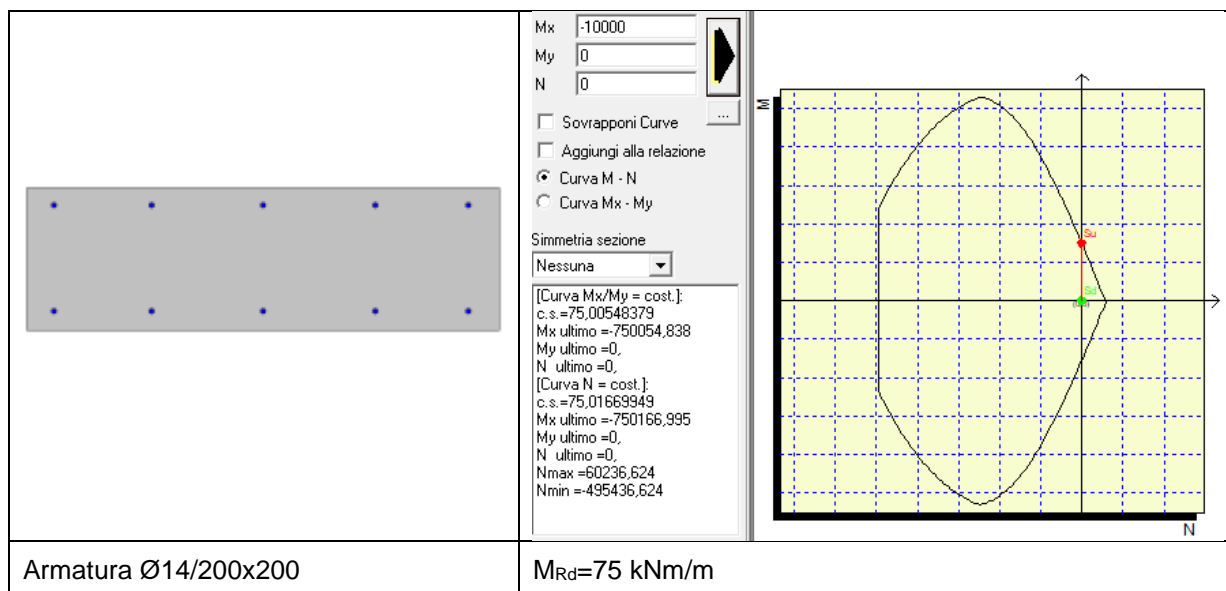 Mx -10000
My 0
N 0
...
Sovrapponi Curve
Aggiungi alla relazione
Curva M - N
Curva Mx - My
Simmetria sezione
Nessuna
[Curva Mx/My = cost.]:
c.s.=75,00548379
Mx ultimo =-750054,838
My ultimo =0,
N ultimo =0,
[Curva N = cost.]:
c.s.=75,01669949
Mx ultimo =-750166,995
My ultimo =0,
N ultimo =0,
Nmax =60236,624
Nmin =-495436,624
M
Su
Sd
N
Armatura Ø14/200x200
MRd=75 kNm/m